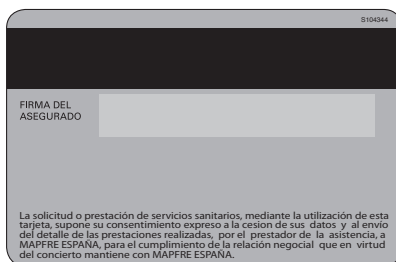 S104344
FIRMA DEL
ASEGURADO
La solicitud o prestación de servicios sanitarios, mediante la utilización de esta
tarjeta, supone su consentimiento expreso a la cesion de sus datos y al envío
del detalle de las prestaciones realizadas, por el prestador de la asistencia, a
MAPFRE ESPAÑA, para el cumplimiento de la relación negocial que en virtud
del concierto mantiene con MAPFRE ESPAÑA.